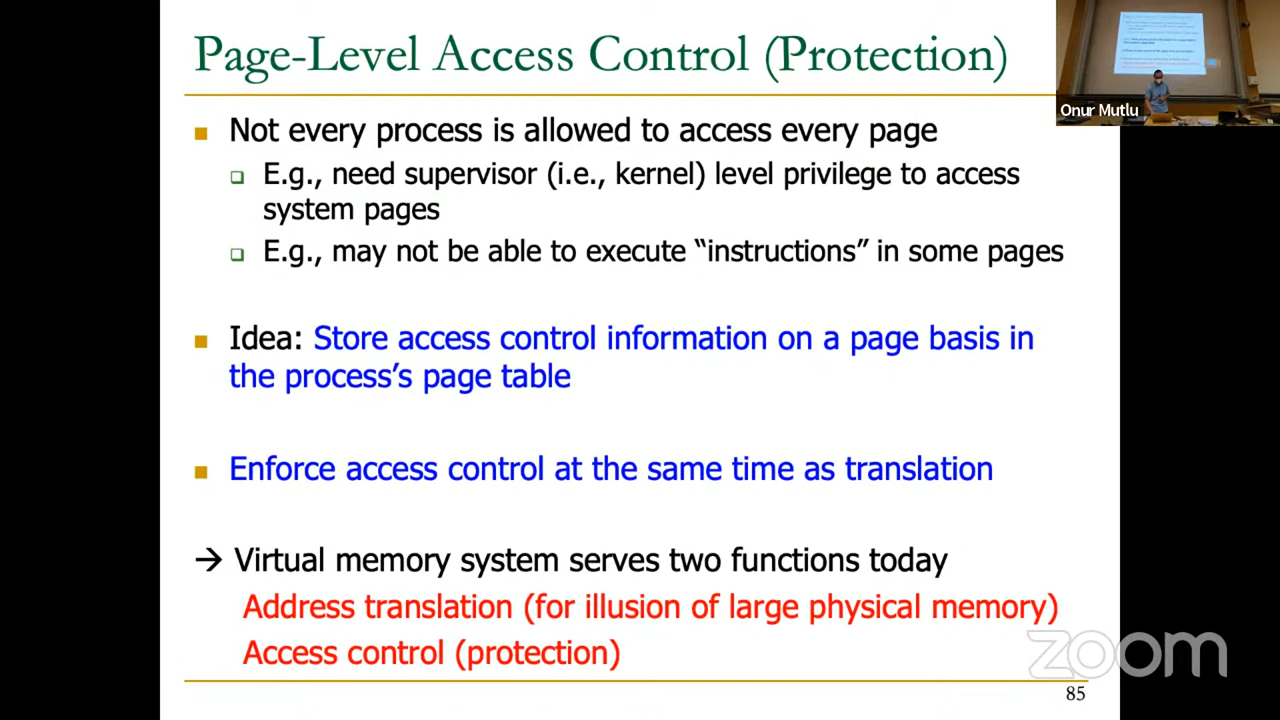 Page-Level Access Control (Protection)
Onur Mutlu
Not every process is allowed to access every page
E.g., need supervisor (i.e., kernel) level privilege to access
system pages
E.g., may not be able to execute “instructions” in some pages
Idea: Store access control information on a page basis in
the process’s page table
Enforce access control at the same time as translation
→ Virtual memory system serves two functions today
Address translation (for illusion of large physical memory)
Access control (protection)
zoom
85